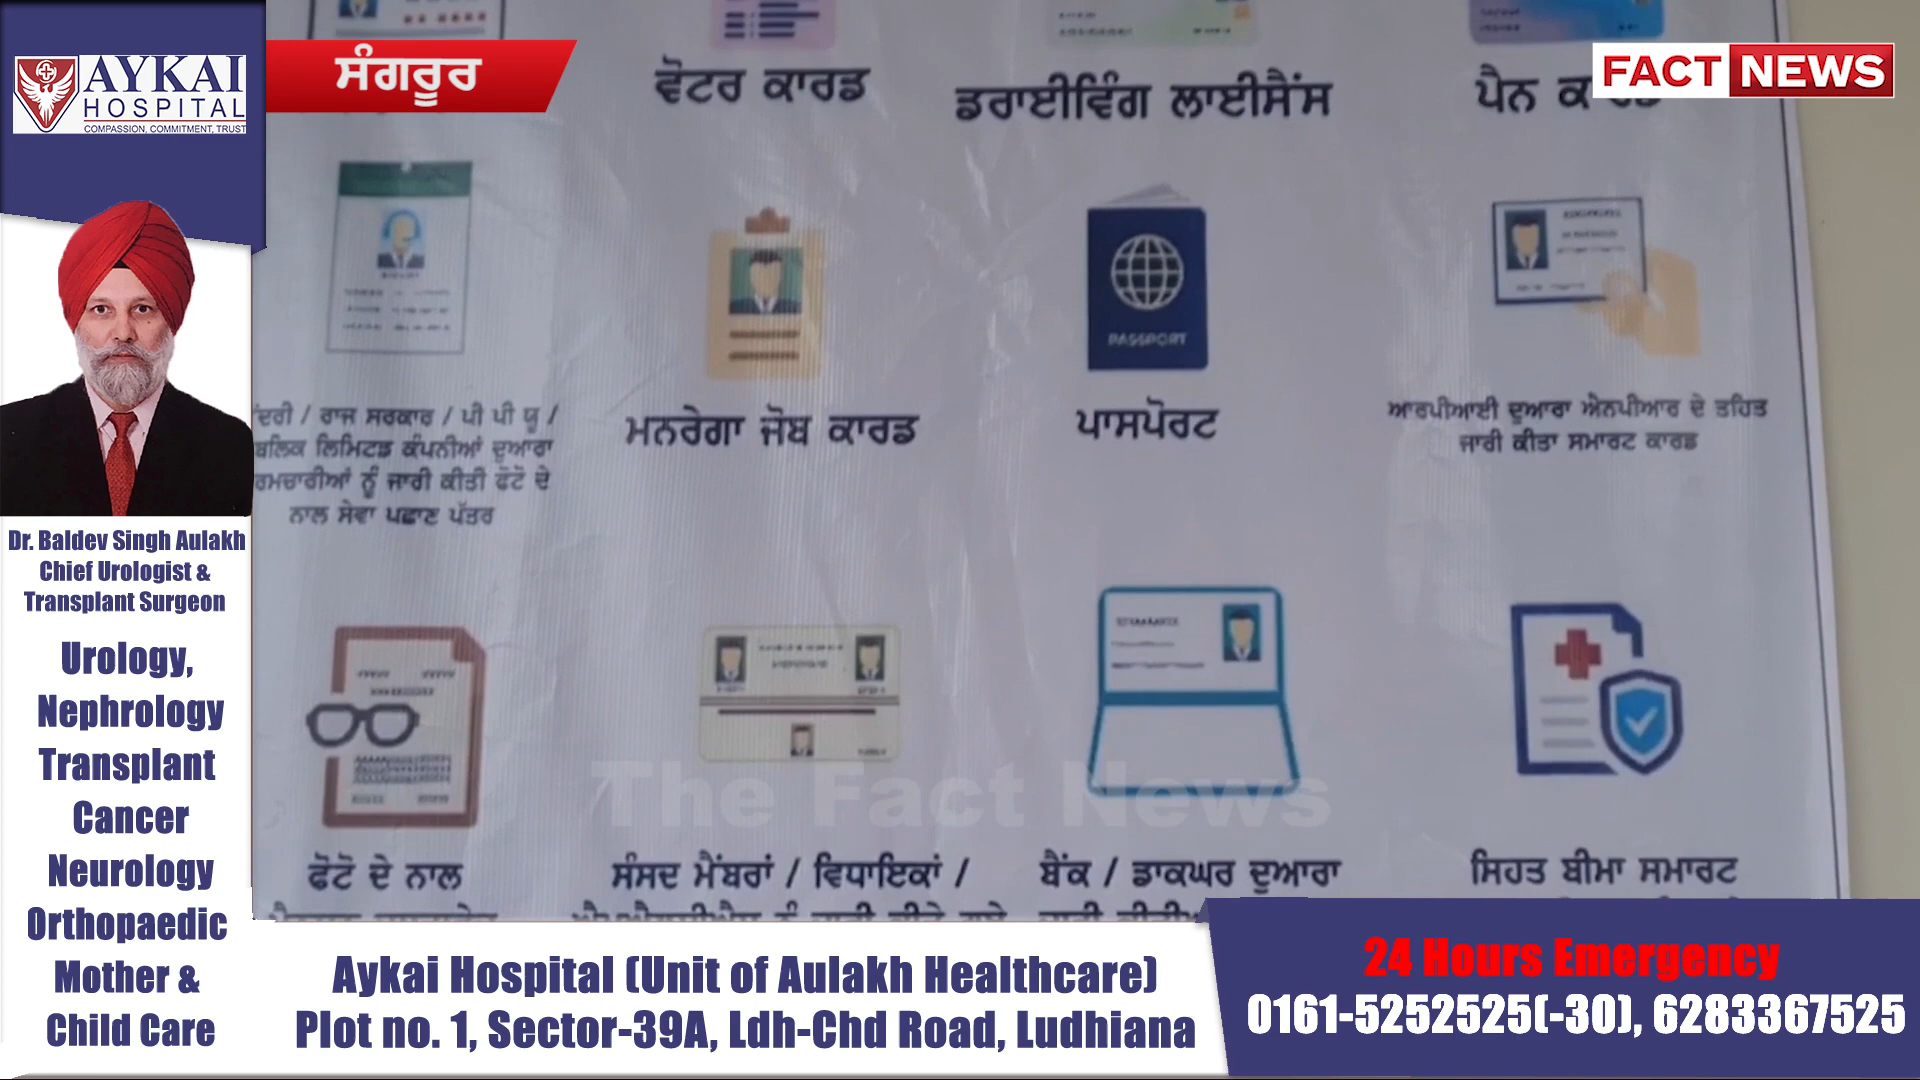 AYKAI
HOSPITAL
COMPASSION, COMMITMENT, TRUST
ਸੰਗਰੂਰ
FACT NEWS
ਵੋਟਰ ਕਾਰਡ
ਡਰਾਈਵਿੰਗ ਲਾਈਸੈਂਸ
ਪੈਨ ਕਾਰਡ
PASSPORT
ਦਰੀ / ਰਾਜ ਸਰਕਾਰ / ਪੀ ਪੀ ਯੂ /
ਬਲਿਕ ਲਿਮਿਟਡ ਕੰਪਨੀਆਂ ਦੁਆਰਾ
ਰਮਚਾਰੀਆਂ ਨੂੰ ਜਾਰੀ ਕੀਤੀ ਫੋਟੋ ਦੇ
ਨਾਲ ਸੇਵਾ ਪਛਾਣ ਪੱਤਰ
ਮਨਰੇਗਾ ਜੋਬ ਕਾਰਡ
ਪਾਸਪੋਰਟ
ਆਰਪੀਆਈ ਦੁਆਰਾ ਐਨਪੀਆਰ ਦੇ ਤਹਿਤ
ਜਾਰੀ ਕੀਤਾ ਸਮਾਰਟ ਕਾਰਡ
The Fact News
ਫੋਟੋ ਦੇ ਨਾਲ
ਸੰਸਦ ਮੈਂਬਰਾਂ / ਵਿਧਾਇਕਾਂ /
ਬੈਂਕ / ਡਾਕਘਰ ਦੁਆਰਾ
ਸਿਹਤ ਬੀਮਾ ਸਮਾਰਟ
Dr. Baldev Singh Aulakh
Chief Urologist &
Transplant Surgeon
Urology,
Nephrology
Transplant
Cancer
Neurology
Orthopaedic
Mother &
Child Care
Aykai Hospital (Unit of Aulakh Healthcare)
Plot no. 1, Sector-39A, Ldh-Chd Road, Ludhiana
24 Hours Emergency
0161-5252525(-30), 6283367525